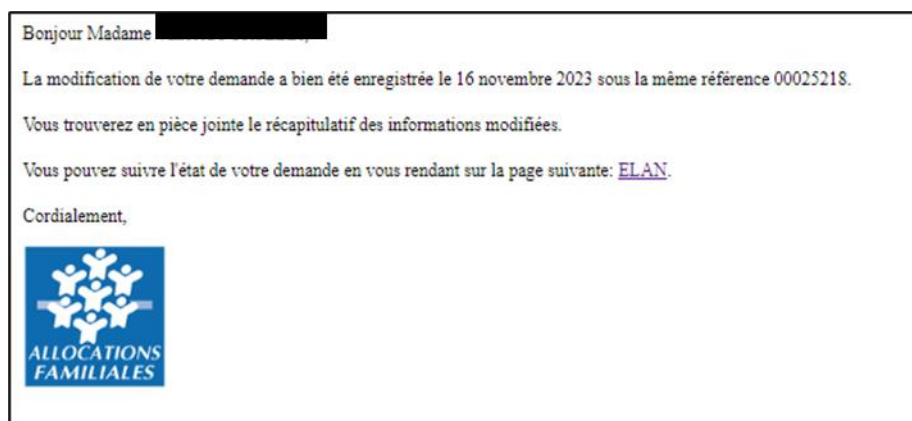 Bonjour Madame
La modification de votre demande a bien été enregistrée le 16 novembre 2023 sous la même référence 00025218.
Vous trouverez en pièce jointe le récapitulatif des informations modifiées.
Vous pouvez suivre l'état de votre demande en vous rendant sur la page suivante: ELAN.
Cordialement,
ALLOCATIONS
FAMILIALES